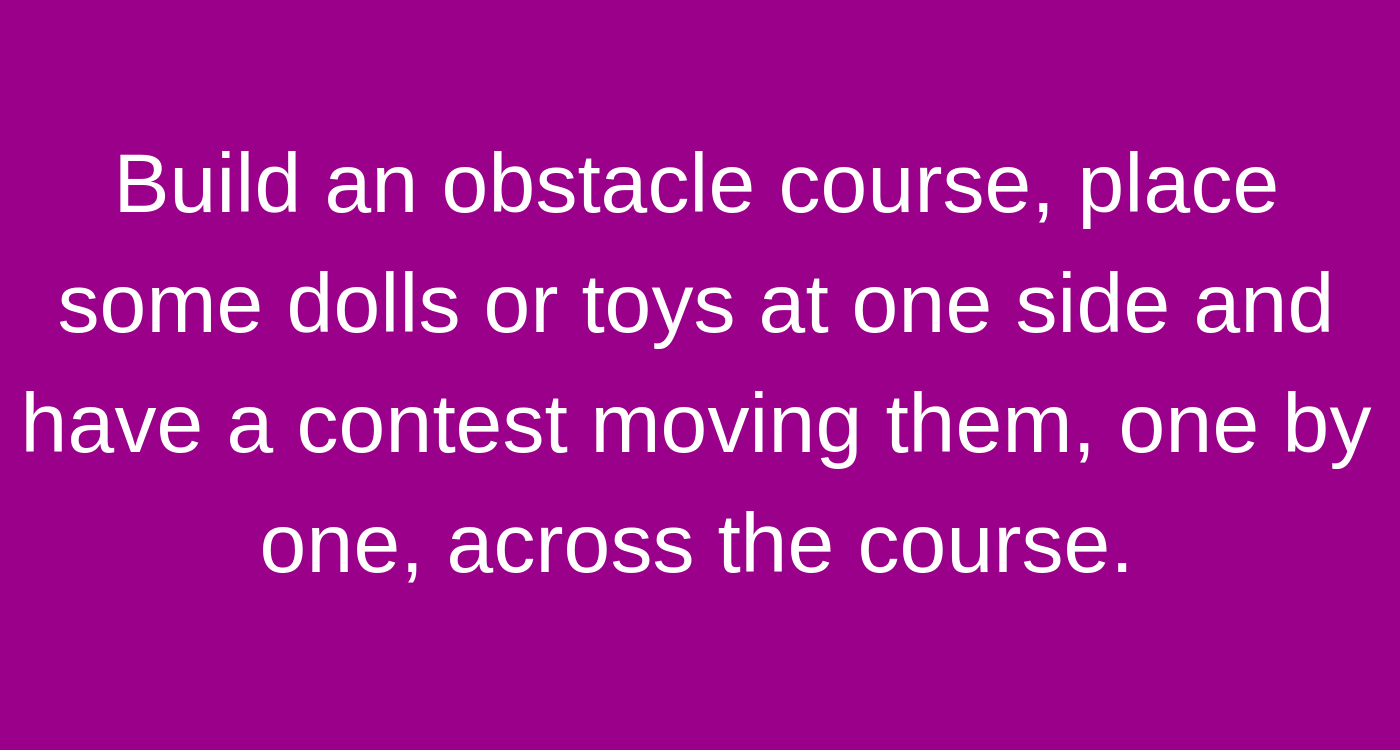 Build an obstacle course, place
some dolls or toys at one side and
have a contest moving them, one by
one, across the course.